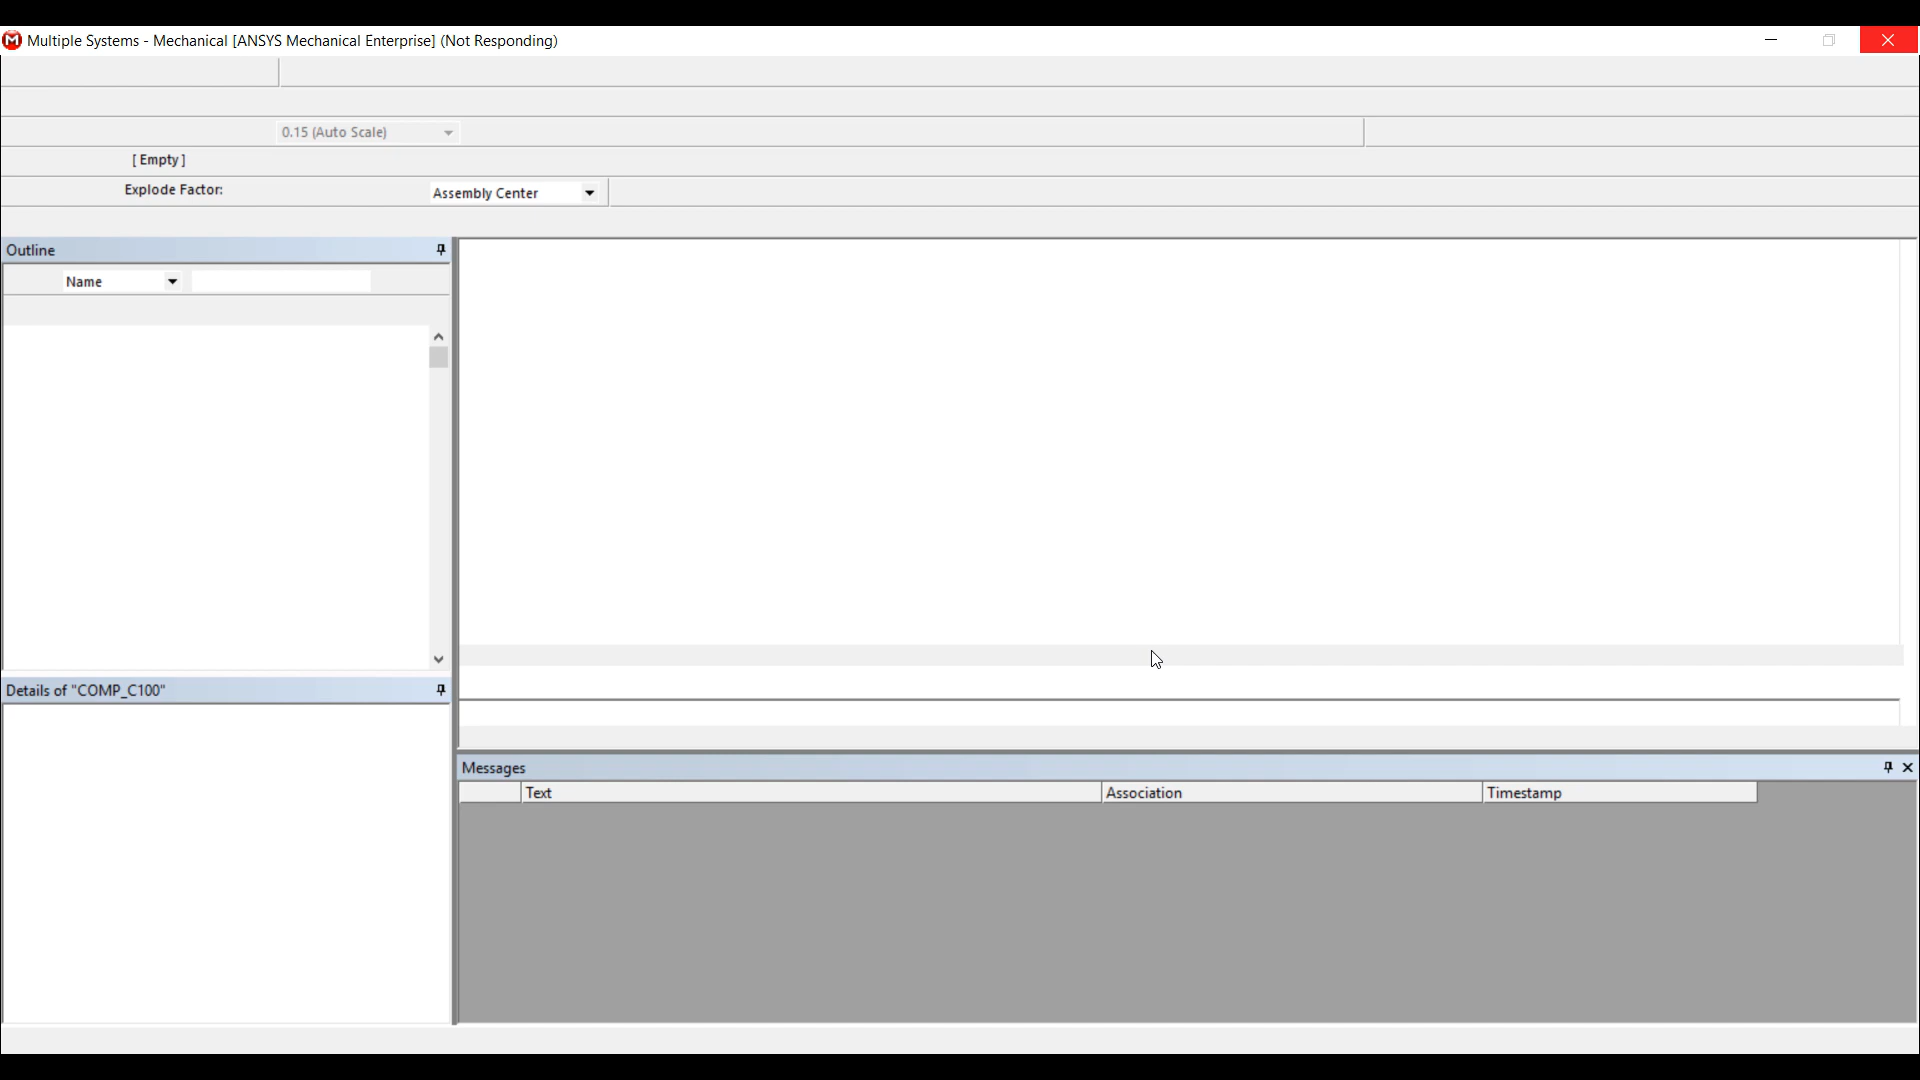 Multiple Systems - Mechanical [ANSYS Mechanical Enterprise] (Not Responding)
0.15 (Auto Scale)
[ Empty ]
Explode Factor:
Assembly Center
Outline
Name
Details of "COMP_C100"
Messages
Text
Association
Timestamp